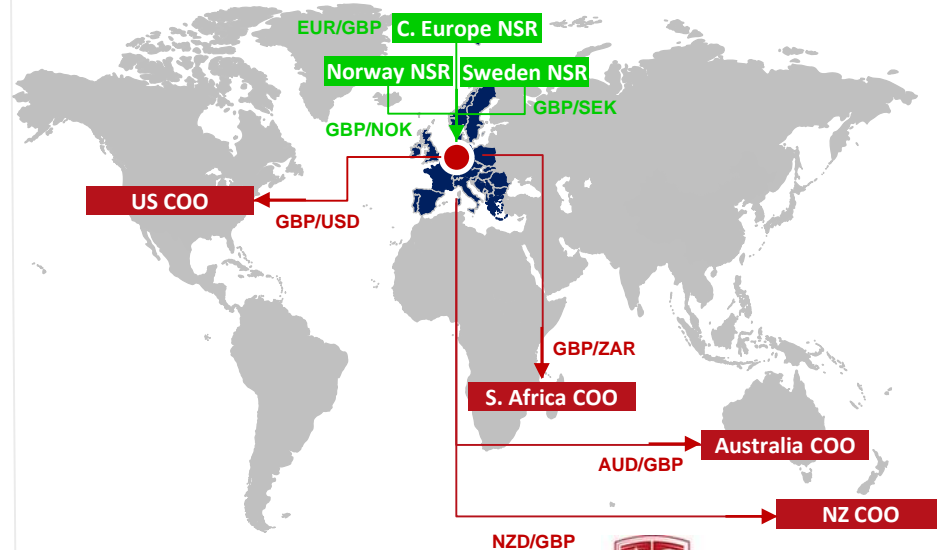 EUR/GBP C. Europe NSR
Norway NSR Sweden NSR
GBP/SEK
GBP/NOK
US COO
GBP/USD
GBP/ZAR
S. Africa COO
Australia COO
AUD/GBP
NZ COO
NZD/GBP